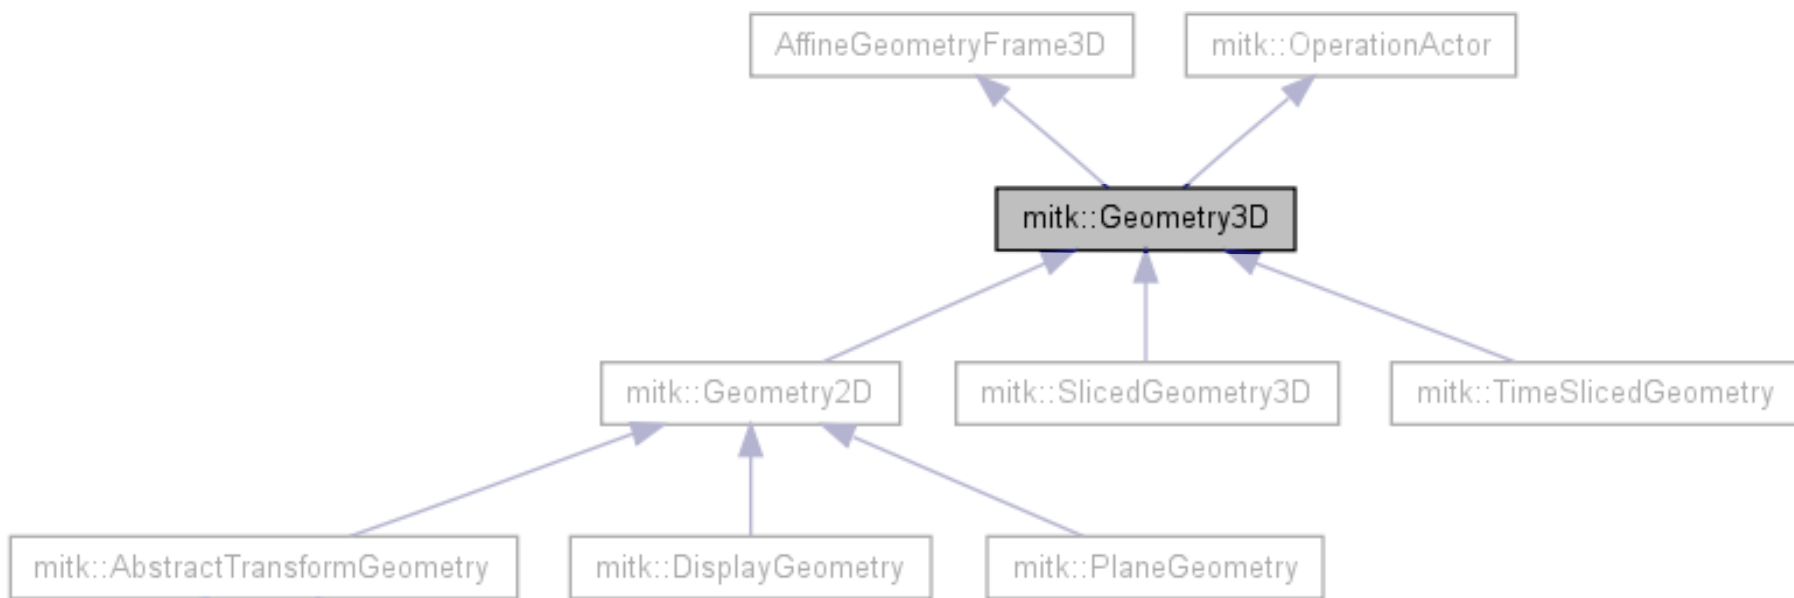 AffineGeometryFrame3D
mitk::OperationActor
mitk::Geometry3D
mitk::Geometry2D
mitk::SlicedGeometry3D
mitk::TimeSlicedGeometry
mitk::AbstractTransformGeometry
mitk::DisplayGeometry
mitk::PlaneGeometry